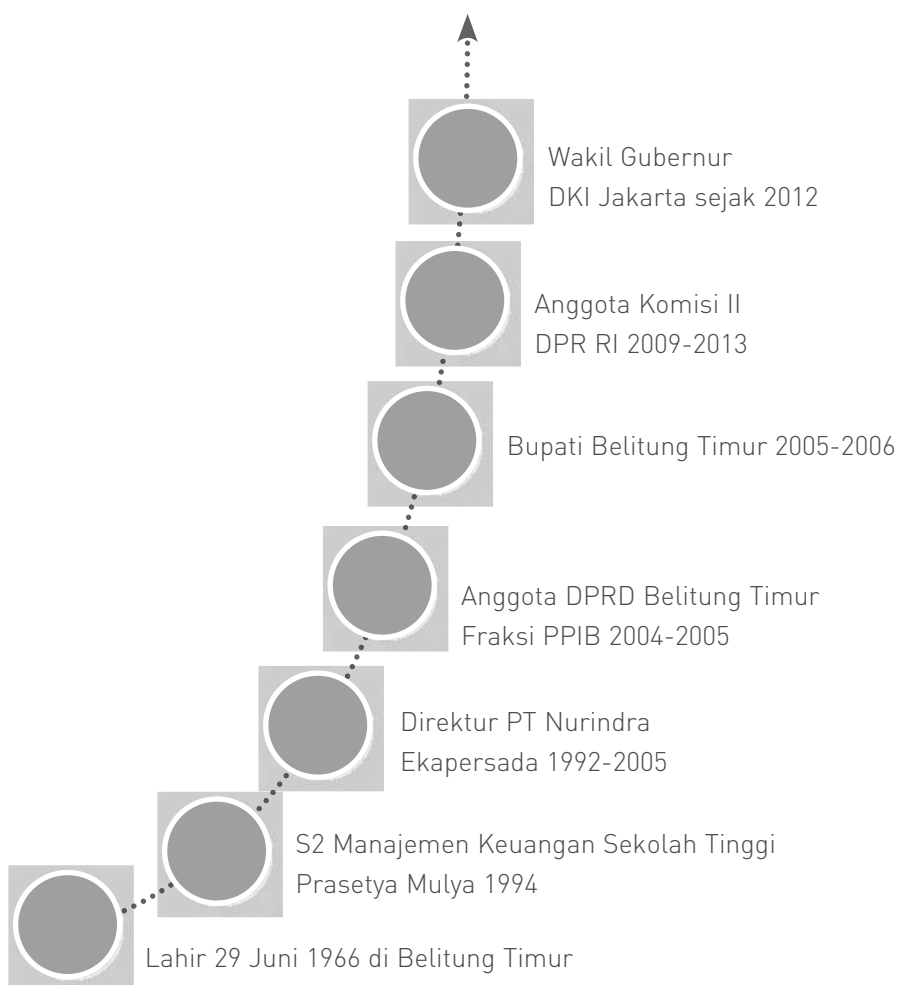 Wakil Gubernur
DKI Jakarta sejak 2012
Anggota Komisi II
DPR RI 2009-2013
Bupati Belitung Timur 2005-2006
Anggota DPRD Belitung Timur
Fraksi PPIB 2004-2005
Direktur PT Nurindra
Ekapersada 1992-2005
S2 Manajemen Keuangan Sekolah Tinggi
Prasetya Mulya 1994
Lahir 29 Juni 1966 di Belitung Timur